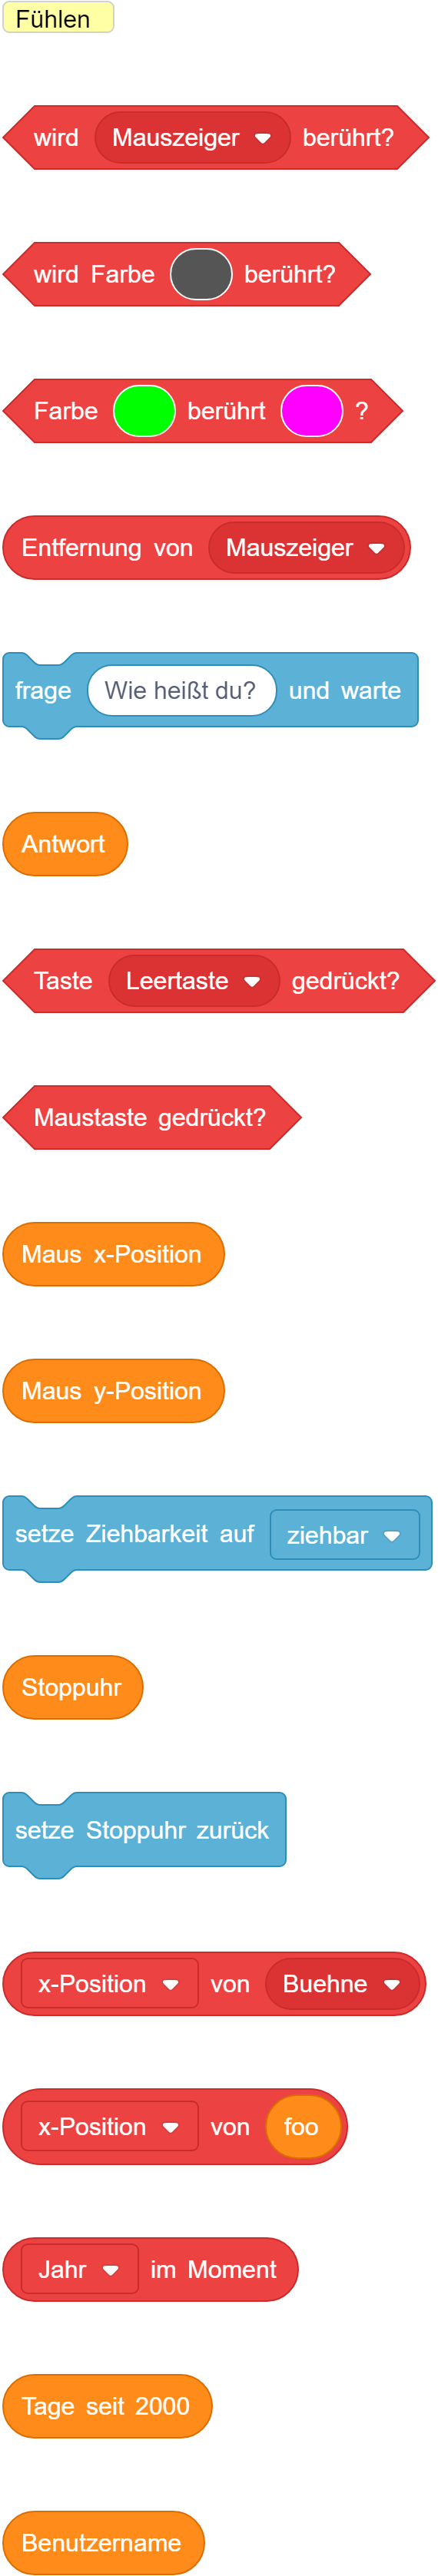 Fühlen
wird Mauszeiger berührt?
wird Farbe berührt?
Farbe berührt ?
Entfernung von Mauszeiger
frage Wie heißt du? und warte
Antwort
Taste Leertaste gedrückt?
Maustaste gedrückt?
Maus x-Position
Maus y-Position
setze Ziehbarkeit auf ziehbar
Stoppuhr
setze Stoppuhr zurück
x-Position von Buehne
x-Position von foo
Jahr im Moment
Tage seit 2000
Benutzername